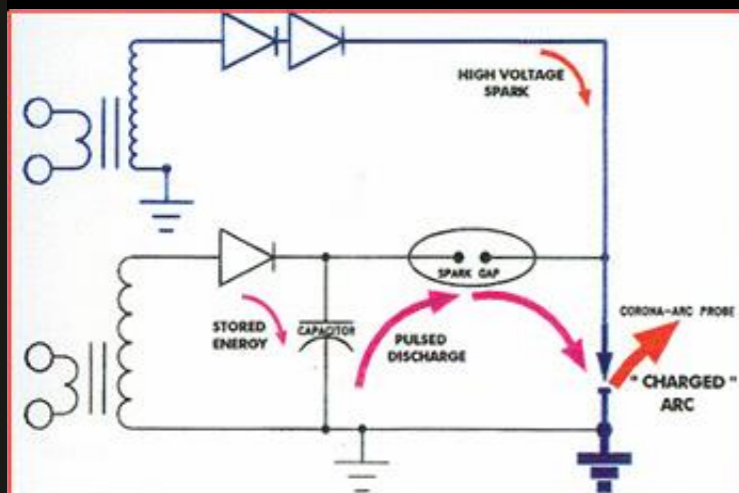 HIGH VOLTAGE
SPARK
SPARK GAP
CORONA-ARC PROBE
STORED
ENERGY
CAPACITOR
PULSED
DISCHARGE
"CHARGED"
ARC